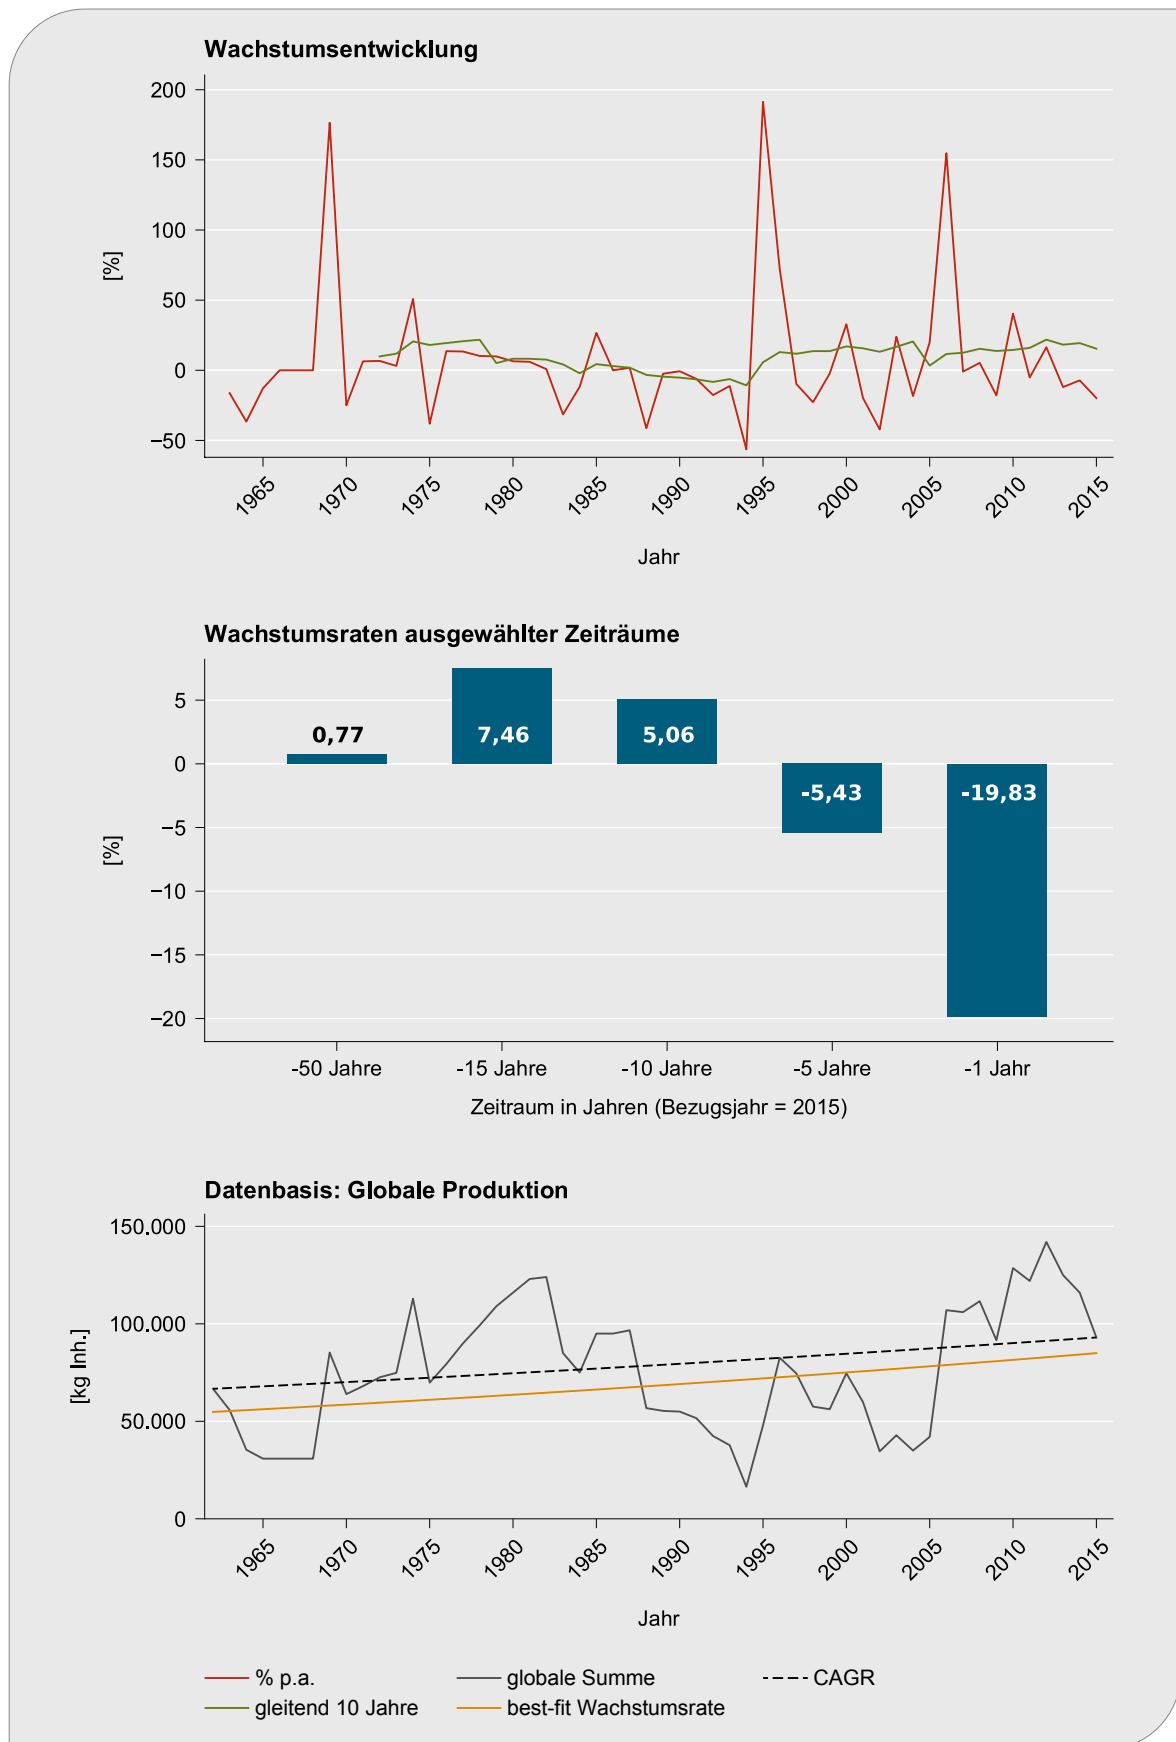 Wachstumsentwicklung
200
150
100
50
0
−50
[%]
1965 1970 1975 1980 1985 1990 1995 2000 2005 2010 2015
Jahr
Wachstumsraten ausgewählter Zeiträume
5
0
−5
−10
−15
−20
[%]
0,77 7,46 5,06 -5,43 -19,83
-50 Jahre -15 Jahre -10 Jahre -5 Jahre -1 Jahr
Zeitraum in Jahren (Bezugsjahr = 2015)
Datenbasis: Globale Produktion
150.000
100.000
50.000
0
[kg Inh.]
1965 1970 1975 1980 1985 1990 1995 2000 2005 2010 2015
Jahr
% p.a. globale Summe CAGR
gleitend 10 Jahre best-fit Wachstumsrate